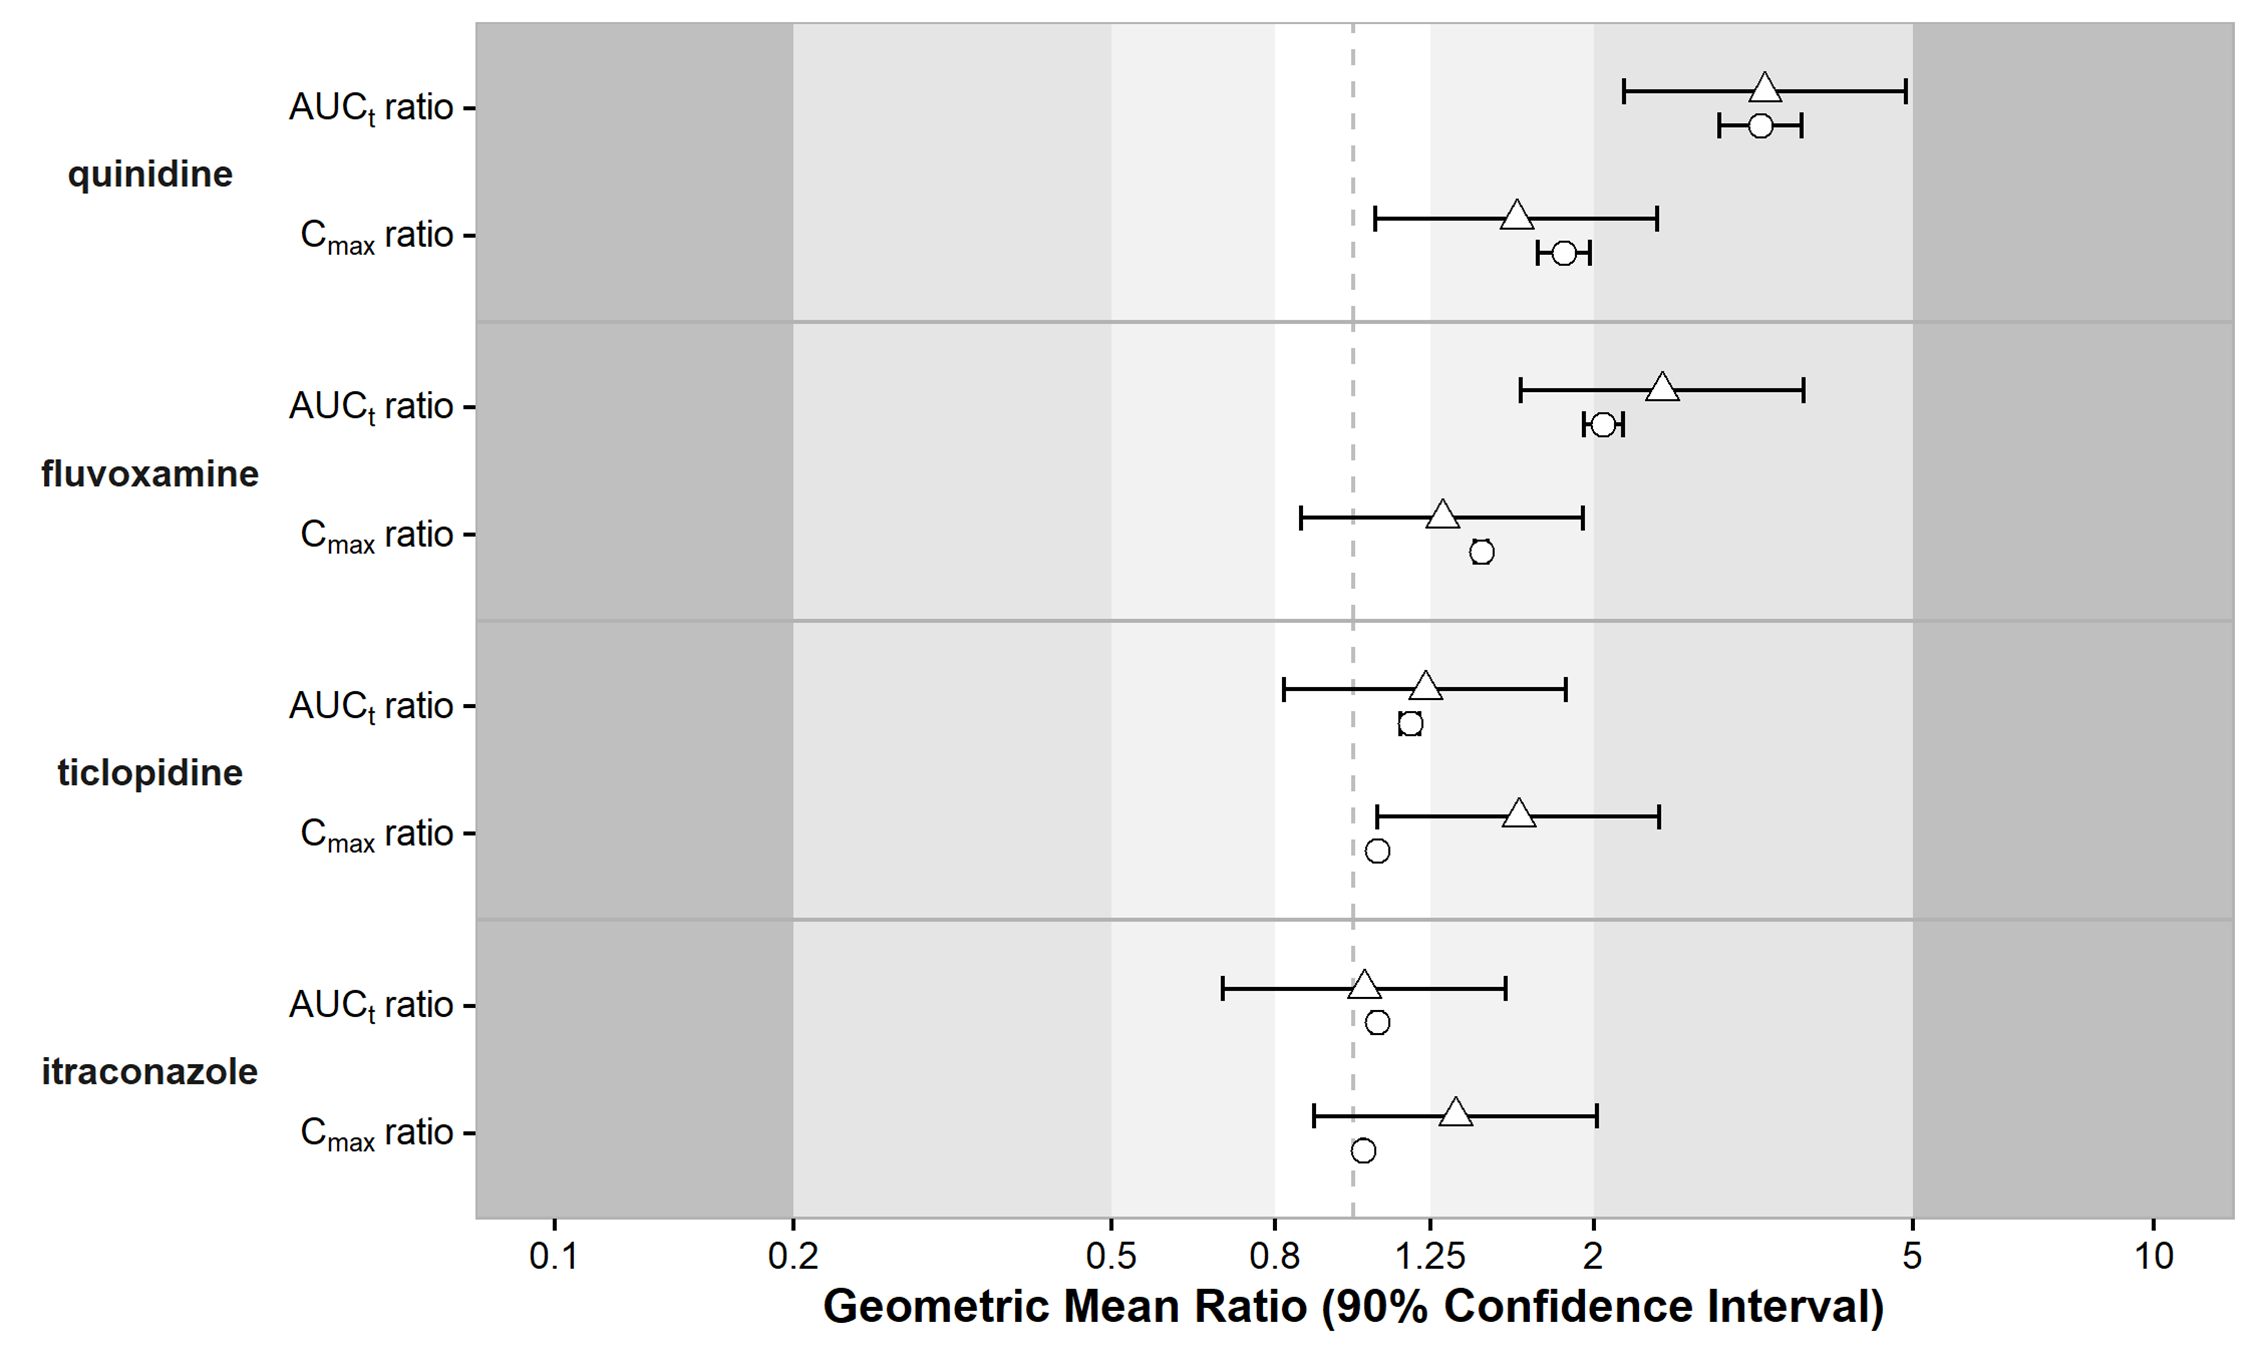 AUCt ratio
quinidine
Cmax ratio
AUCt ratio
fluvoxamine
Cmax ratio
AUCt ratio
ticlopidine
Cmax ratio
AUCt ratio
itraconazole
Cmax ratio
0.1 0.2 0.5 0.8 1.25 2 5 10
Geometric Mean Ratio (90% Confidence Interval)